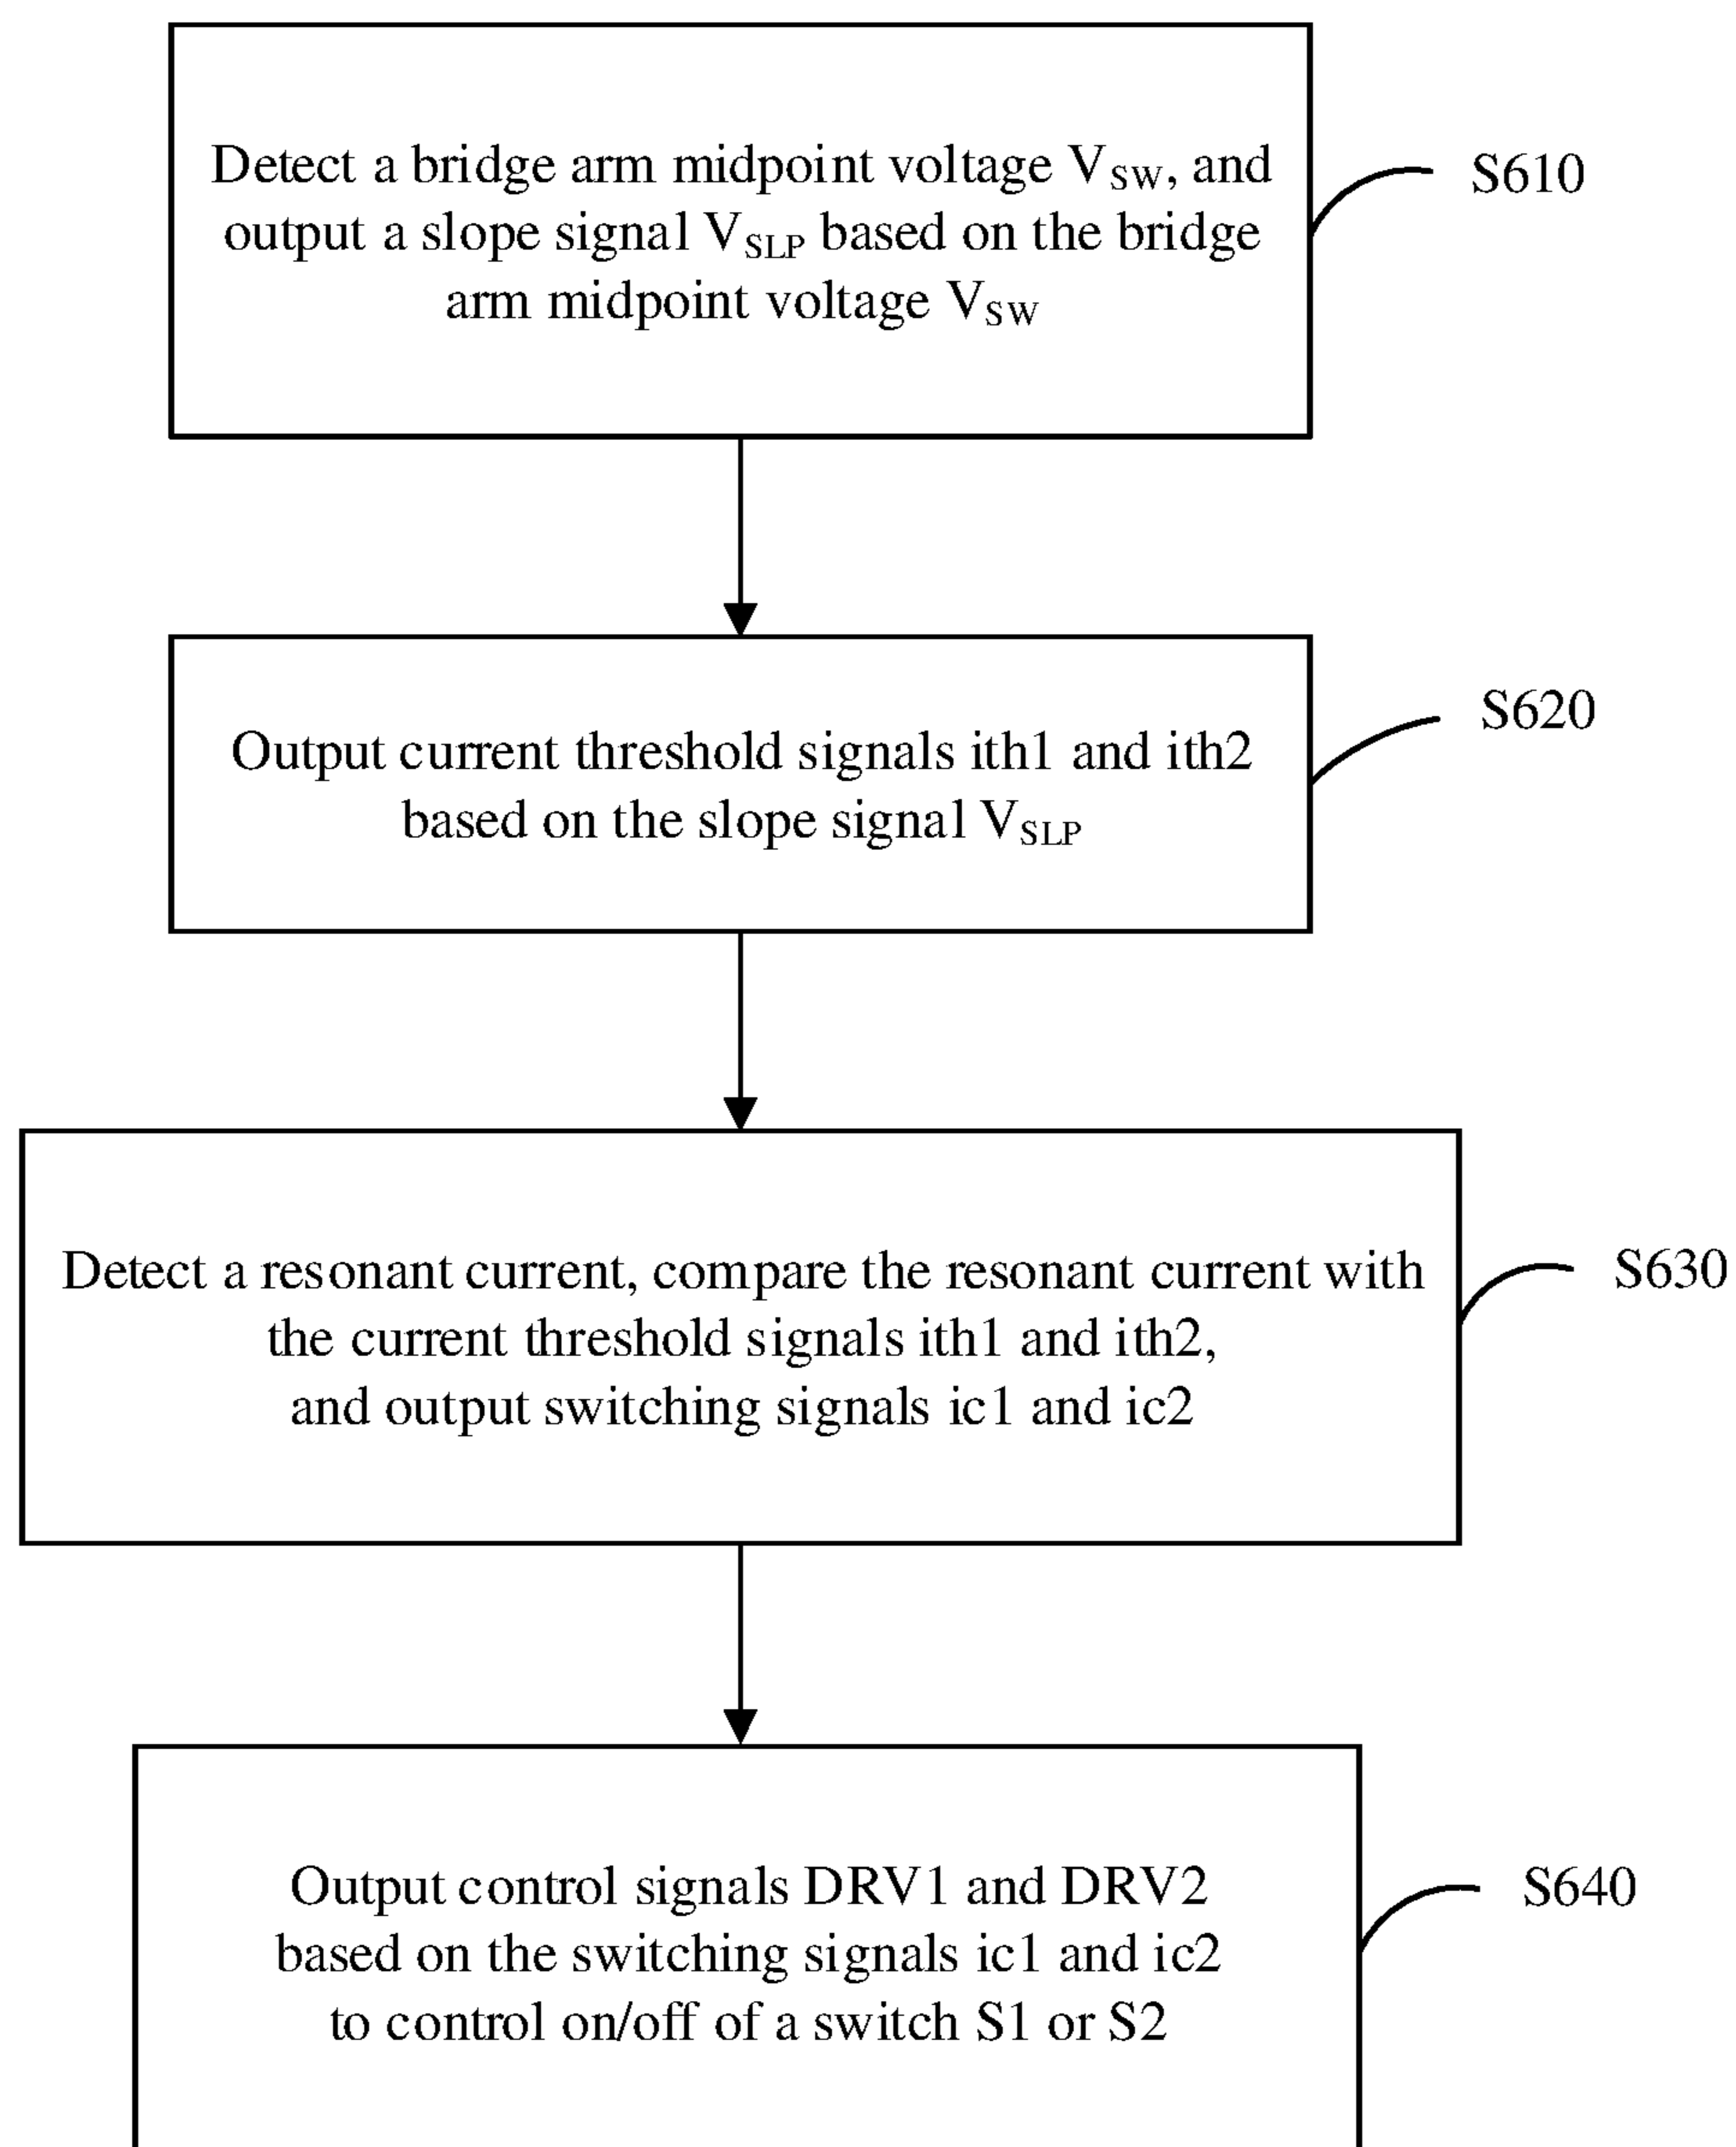 Detect a bridge arm midpoint voltage V_SW, and
output a slope signal V_SLP based on the bridge
arm midpoint voltage V_SW
S610
Output current threshold signals ith1 and ith2
based on the slope signal V_SLP
S620
Detect a resonant current, compare the resonant current with
the current threshold signals ith1 and ith2,
and output switching signals ic1 and ic2
S630
Output control signals DRV1 and DRV2
based on the switching signals ic1 and ic2
to control on/off of a switch S1 or S2
S640